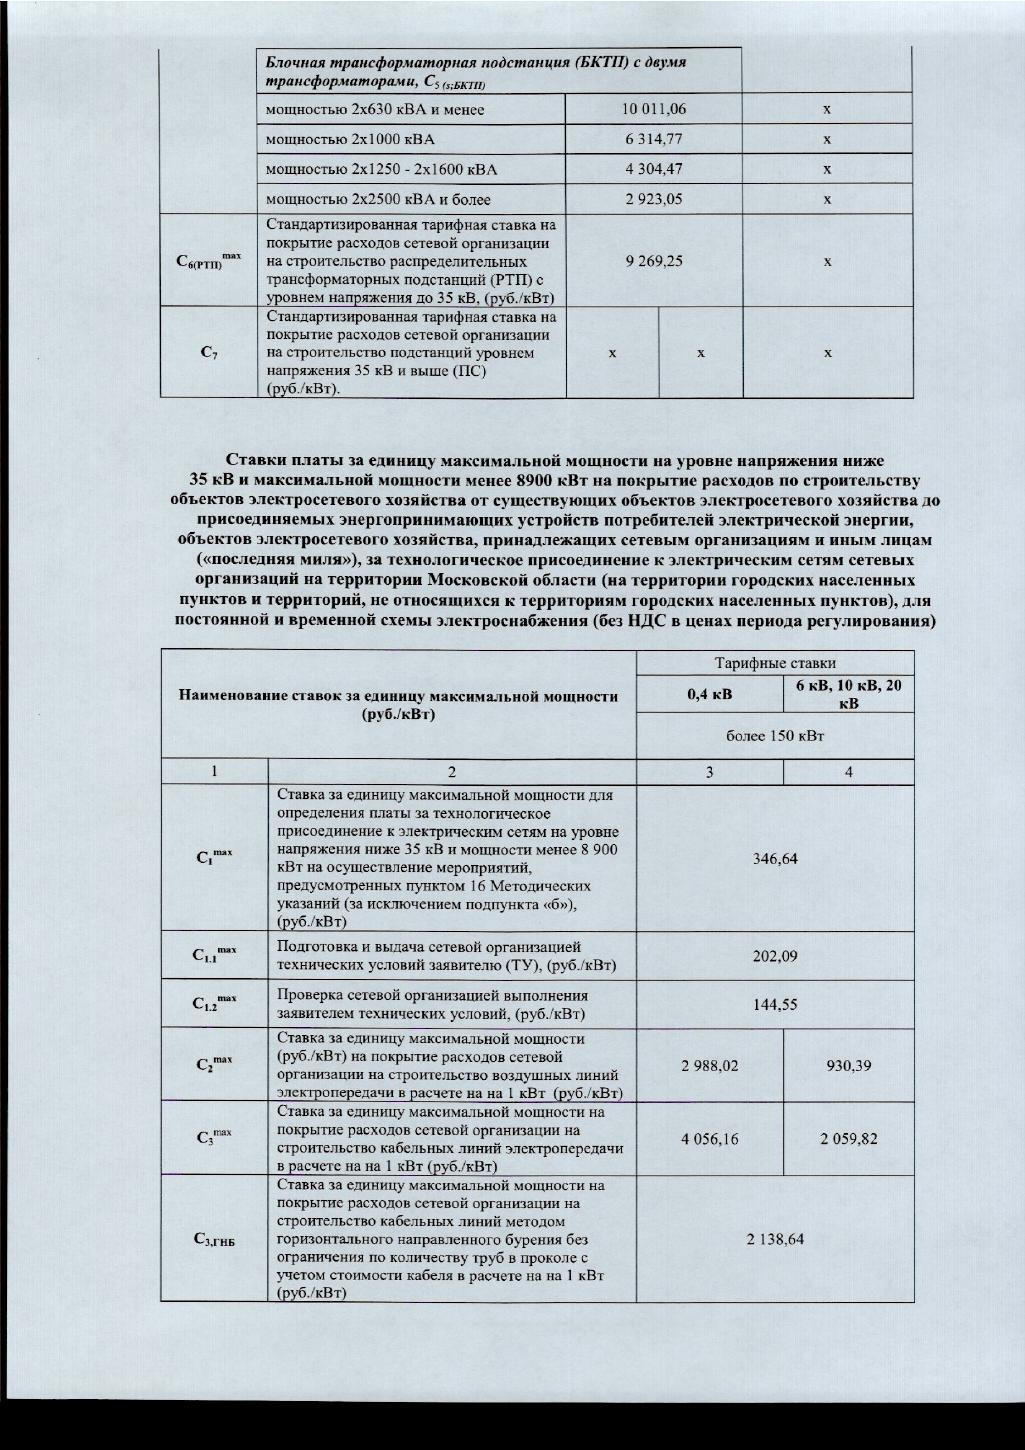 Блочная трансформаторная подстанция (БКТП) с двумя
трансформаторами, C5 (s;БКТП)
мощностью 2х630 кВА и менее 10 011,06 х
мощностью 2х1000 кВА 6 314,77 х
мощностью 2х1250 - 2х1600 кВА 4 304,47 х
мощностью 2х2500 кВА и более 2 923,05 х
Стандартизированная тарифная ставка на
покрытие расходов сетевой организации
C6(РТП)max на строительство распределительных 9 269,25 х
трансформаторных подстанций (РТП) с
уровнем напряжения до 35 кВ, (руб./кВт)
Стандартизированная тарифная ставка на
покрытие расходов сетевой организации
C7 на строительство подстанций уровнем х х х
напряжения 35 кВ и выше (ПС)
(руб./кВт).
Ставки платы за единицу максимальной мощности на уровне напряжения ниже
35 кВ и максимальной мощности менее 8900 кВт на покрытие расходов по строительству
объектов электросетевого хозяйства от существующих объектов электросетевого хозяйства до
присоединяемых энергопринимающих устройств потребителей электрической энергии,
объектов электросетевого хозяйства, принадлежащих сетевым организациям и иным лицам
(«последняя миля»), за технологическое присоединение к электрическим сетям сетевых
организаций на территории Московской области (на территории городских населенных
пунктов и территорий, не относящихся к территориям городских населенных пунктов), для
постоянной и временной схемы электроснабжения (без НДС в ценах периода регулирования)
Наименование ставок за единицу максимальной мощности
(руб./кВт)
Тарифные ставки
0,4 кВ 6 кВ, 10 кВ, 20
кВ
более 150 кВт
1 2 3 4
Ставка за единицу максимальной мощности для
определения платы за технологическое
присоединение к электрическим сетям на уровне
напряжения ниже 35 кВ и мощности менее 8 900
C1max кВт на осуществление мероприятий, 346,64
предусмотренных пунктом 16 Методических
указаний (за исключением подпункта «б»),
(руб./кВт)
C1.1max Подготовка и выдача сетевой организацией 202,09
технических условий заявителю (ТУ), (руб./кВт)
C1.2max Проверка сетевой организацией выполнения 144,55
заявителем технических условий, (руб./кВт)
Ставка за единицу максимальной мощности
C2max (руб./кВт) на покрытие расходов сетевой 2 988,02 930,39
организации на строительство воздушных линий
электропередачи в расчете на на 1 кВт (руб./кВт)
Ставка за единицу максимальной мощности на
C3max покрытие расходов сетевой организации на 4 056,16 2 059,82
строительство кабельных линий электропередачи
в расчете на на 1 кВт (руб./кВт)
Ставка за единицу максимальной мощности на
покрытие расходов сетевой организации на
строительство кабельных линий методом
C3,ГНБ горизонтального направленного бурения без 2 138,64
ограничения по количеству труб в проколе с
учетом стоимости кабеля в расчете на на 1 кВт
(руб./кВт)